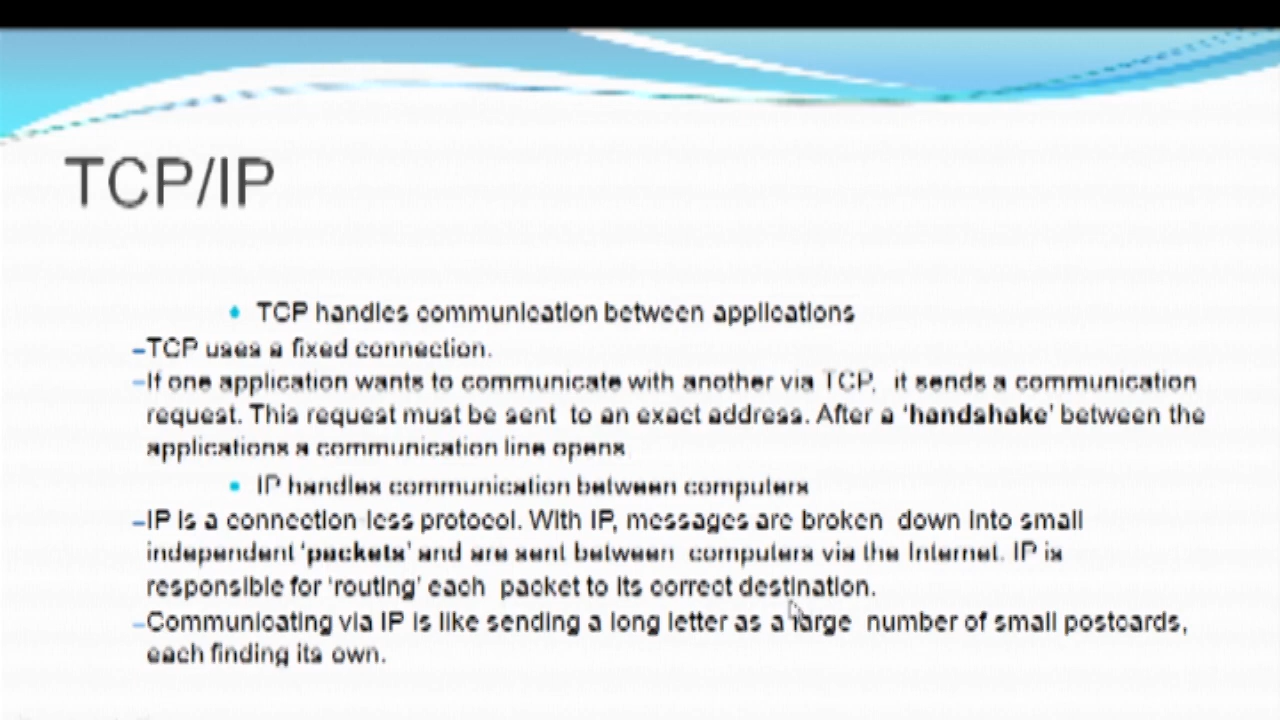 TCP/IP
• TCP handles communication between applications
–TCP uses a fixed connection.
–If one application wants to communicate with another via TCP, it sends a communication
request. This request must be sent to an exact address. After a ‘handshake’ between the
applications a communication line opens
• IP handles communication between computers
–IP is a connection-less protocol. With IP, messages are broken down into small
independent ‘packets’ and are sent between computers via the Internet. IP is
responsible for ‘routing’ each packet to its correct destination.
–Communicating via IP is like sending a long letter as a large number of small postcards,
each finding its own.